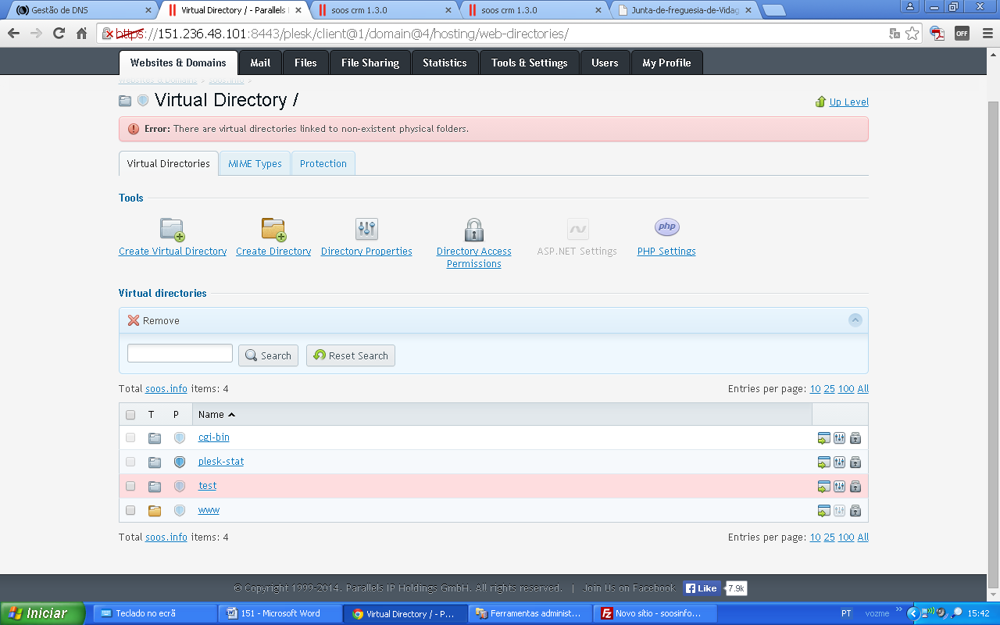 Gestão de DNS
Virtual Directory / - Parallels
soos crm 1.3.0
soos crm 1.3.0
Junta-de-freguesia-de-Vidag
https://151.236.48.101:8443/plesk/client@1/domain@4/hosting/web-directories/
OFF
Websites & Domains
Mail
Files
File Sharing
Statistics
Tools & Settings
Users
My Profile
Websites & Domains > soos.info >
Virtual Directory /
Up Level
Error: There are virtual directories linked to non-existent physical folders.
Virtual Directories
MIME Types
Protection
Tools
Create Virtual Directory
Create Directory
Directory Properties
Directory Access
Permissions
ASP.NET Settings
php
PHP Settings
Virtual directories
Remove
Search
Reset Search
Total soos.info items: 4
Entries per page: 10 25 100 All
T P Name
cgi-bin
plesk-stat
test
www
Total soos.info items: 4
Entries per page: 10 25 100 All
© Copyright 1999-2014. Parallels IP Holdings GmbH. All rights reserved. | Join Us on Facebook
Like
7.9k
Iniciar
Teclado no ecrã
151 - Microsoft Word
Virtual Directory / - P...
Ferramentas administ...
Novo sítio - soosinfo...
PT
vozme
15:42